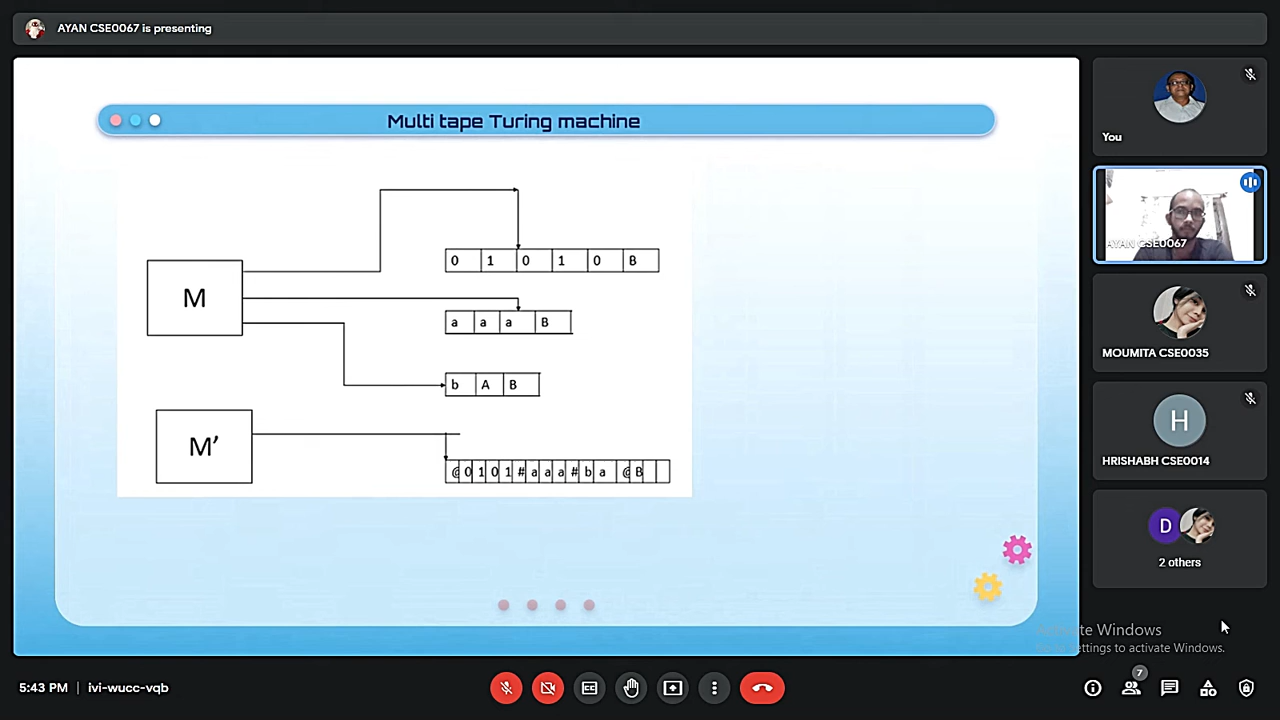 AYAN CSE0067 is presenting
Multi tape Turing machine
M
0 1 0 1 0 B
a a a B
b A B
M'
@ 0 1 0 1 # a a a # b a @ B
You
AYAN CSE0067
MOUMITA CSE0035
H
HRISHABH CSE0014
D
2 others
Activate Windows
settings to activate Windows.
5:43 PM | ivi-wucc-vqb
7